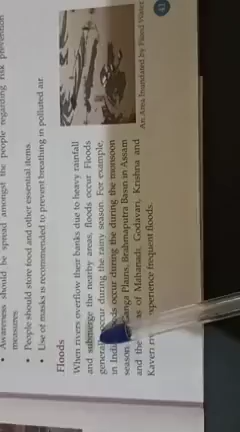 • Awareness should be spread amongst the people regarding risk prevention
measures.
• People should store food and other essential items.
• Use of masks is recommended to prevent breathing in polluted air
Floods
When rivers overflow their banks due to heavy rainfall
and submerge the nearby areas, floods occur Floods
occur during the rainy season. For example,
in occur during the during the monsoon
season Ganga Plains, Brahmaputra Basin in Assam
and the of Mahanadi, Godavari, Krishna and
Kaveri frequent floods.
An Area Inundated by Flood Water